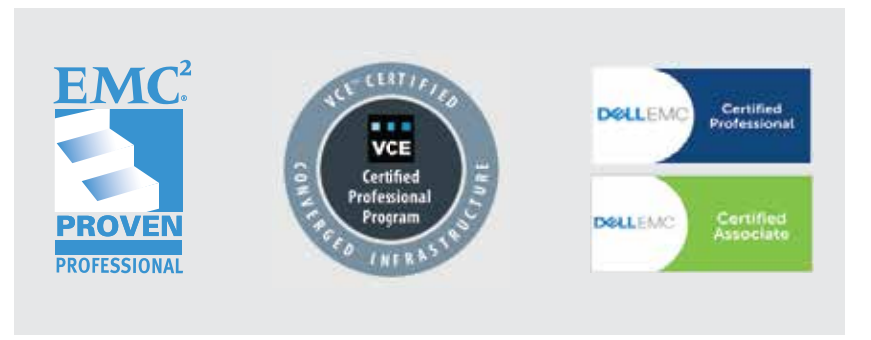 EMC²®
PROVEN
PROFESSIONAL
VCE™ CERTIFIED
CONVERGED INFRASTRUCTURE
VCE
Certified
Professional
Program
DELLEMC
Certified
Professional
DELLEMC
Certified
Associate